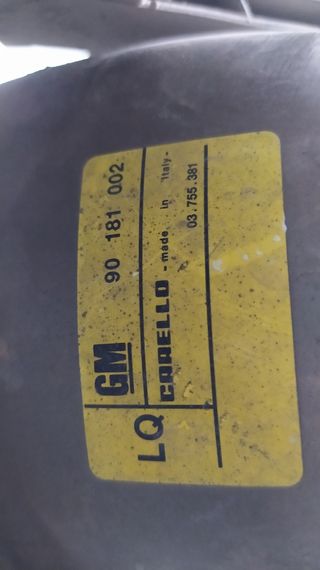 GM 90 181 002
LQ CARELLO - made in Italy -
03.755.381